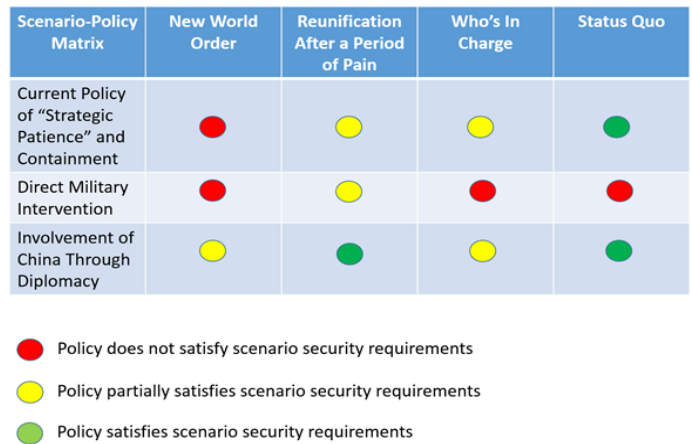 Scenario-Policy
Matrix
New World
Order
Reunification
After a Period
of Pain
Who's In
Charge
Status Quo
Current Policy
of “Strategic
Patience” and
Containment
Direct Military
Intervention
Involvement of
China Through
Diplomacy
Policy does not satisfy scenario security requirements
Policy partially satisfies scenario security requirements
Policy satisfies scenario security requirements